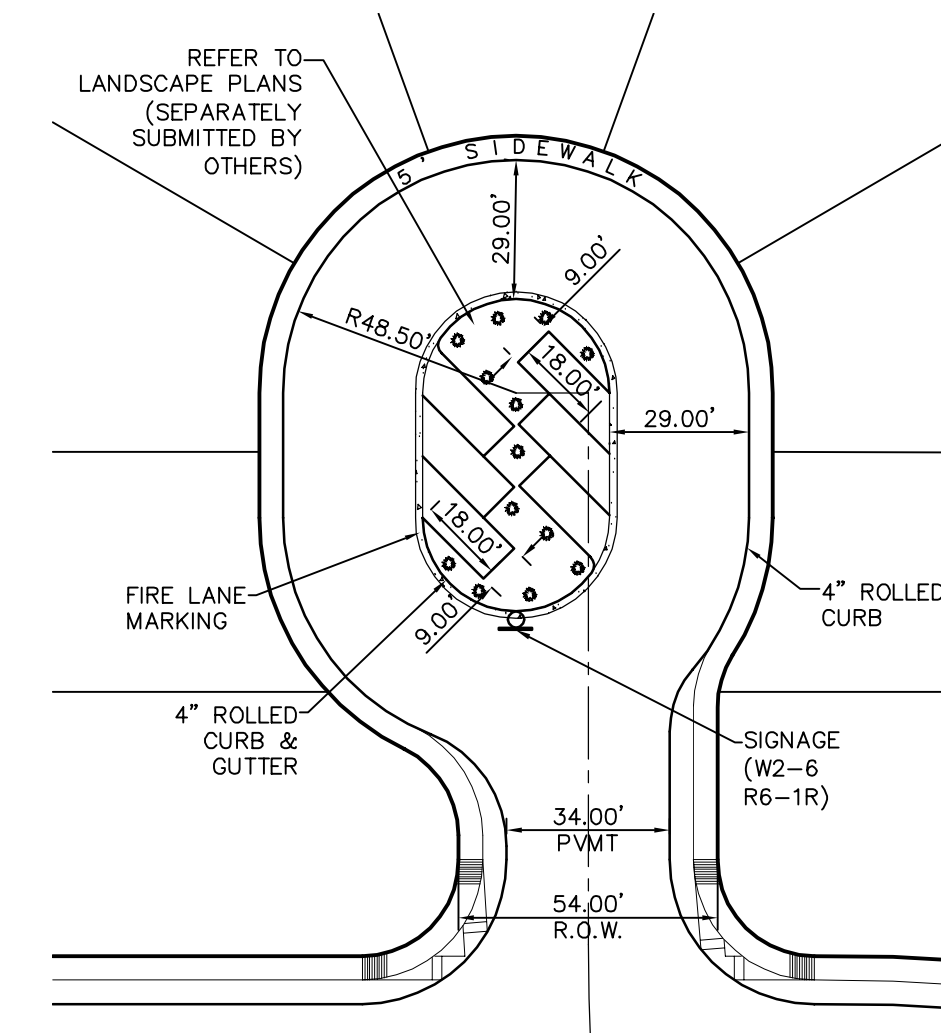 REFER TO
LANDSCAPE PLANS
(SEPARATELY
SUBMITTED BY
OTHERS)
5' SIDEWALK
29.00'
9.00'
R48.50'
18.00'
29.00'
18.00'
FIRE LANE
MARKING
9.00'
4" ROLLED
CURB
4" ROLLED
CURB &
GUTTER
SIGNAGE
(W2-6
R6-1R)
34.00'
PVMT
54.00'
R.O.W.